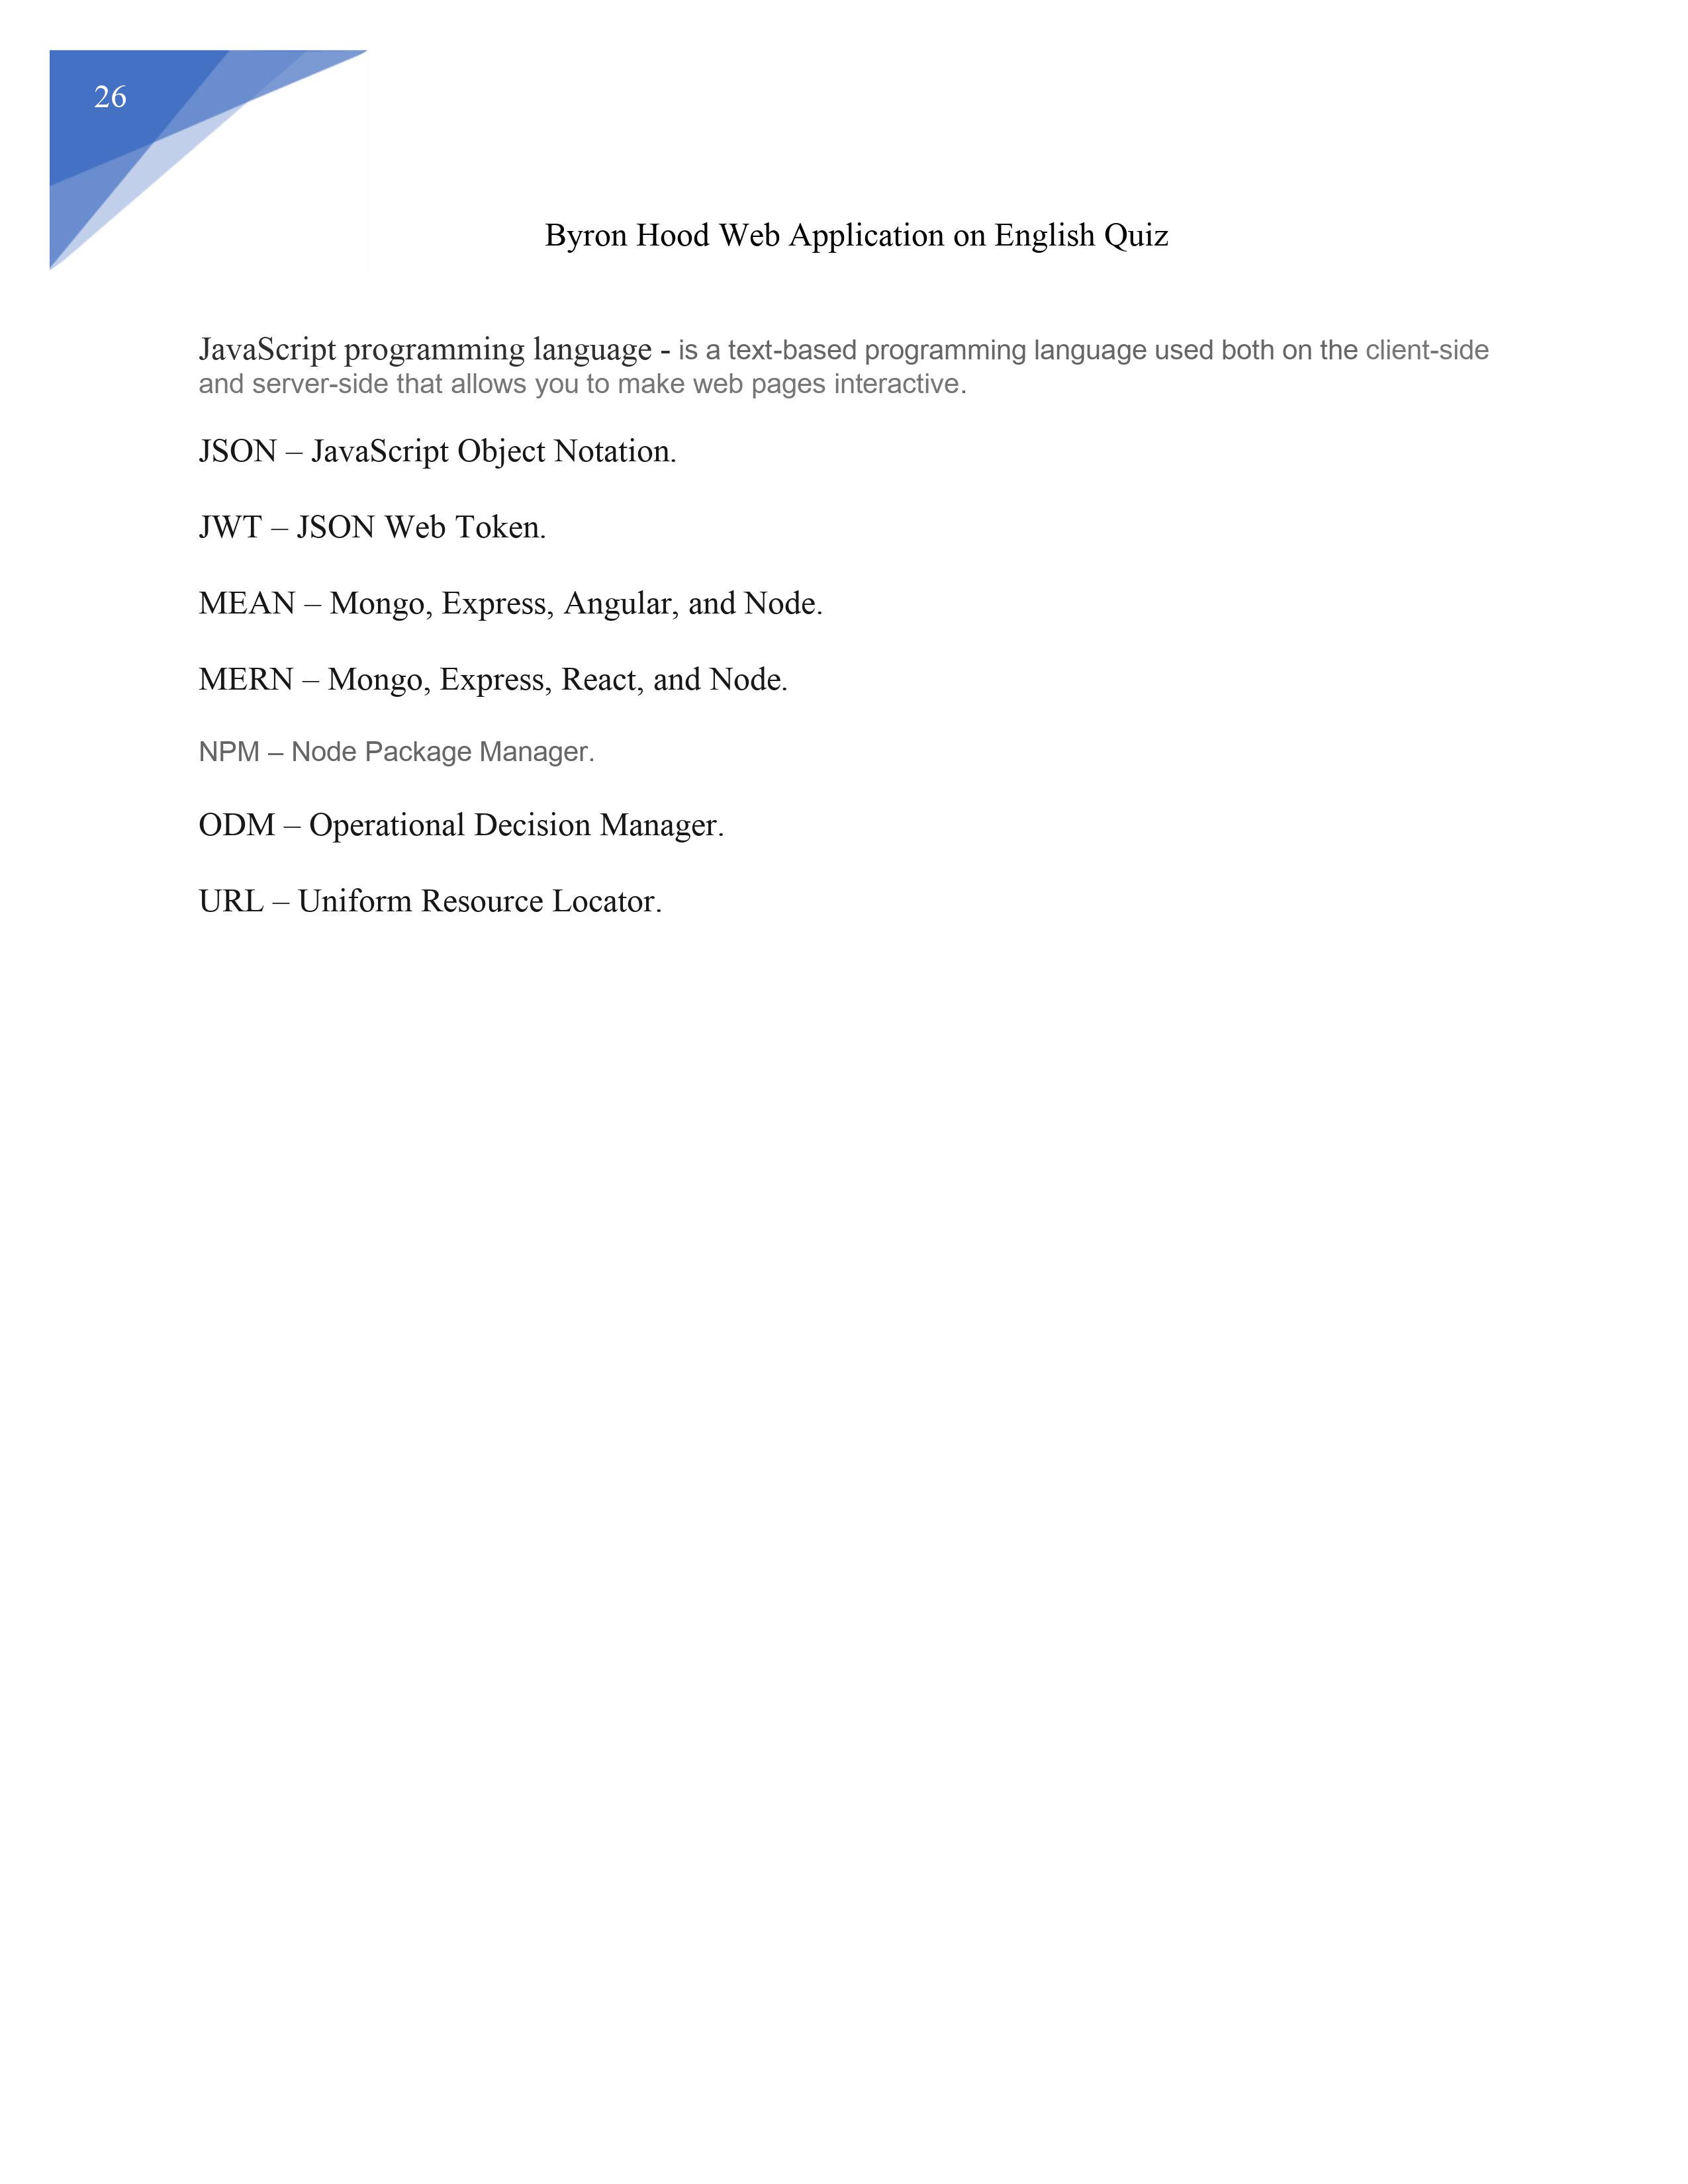 26
Byron Hood Web Application on English Quiz
JavaScript programming language - is a text-based programming language used both on the client-side
and server-side that allows you to make web pages interactive.
JSON – JavaScript Object Notation.
JWT – JSON Web Token.
MEAN – Mongo, Express, Angular, and Node.
MERN – Mongo, Express, React, and Node.
NPM – Node Package Manager.
ODM – Operational Decision Manager.
URL – Uniform Resource Locator.